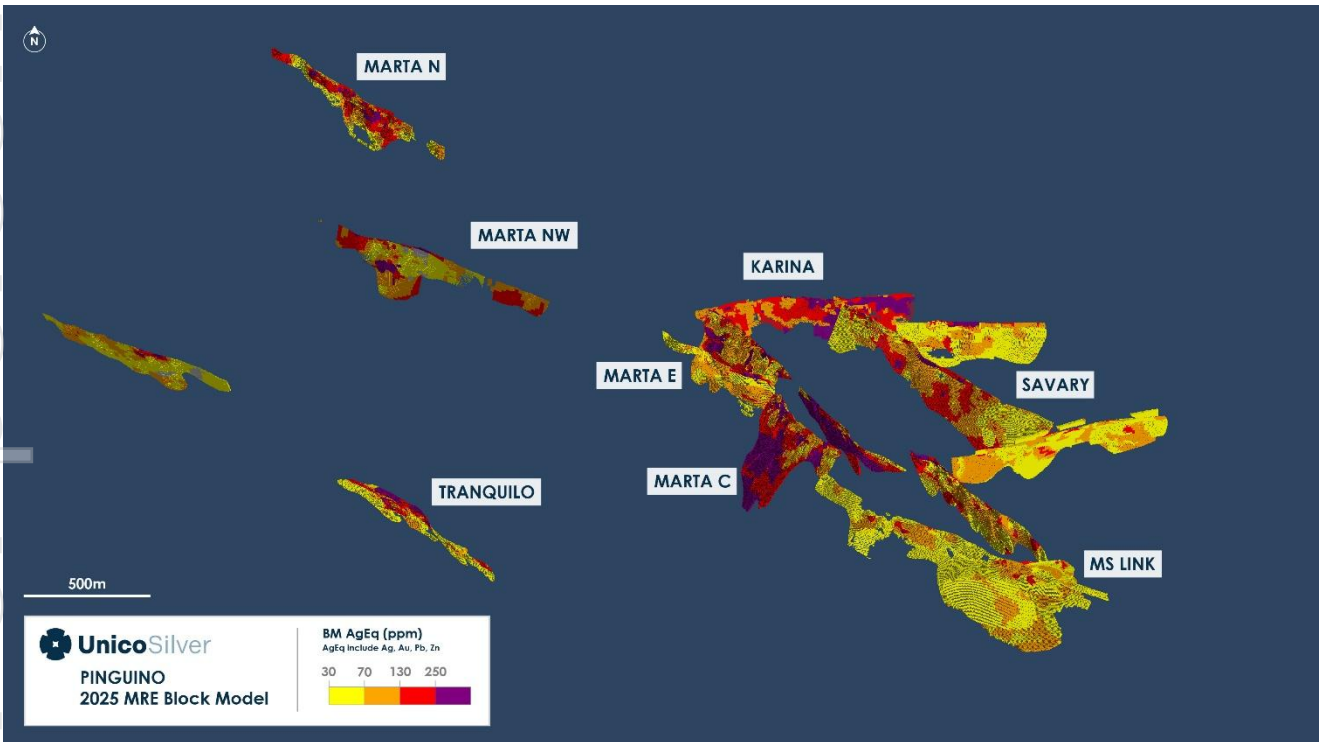 N
MARTA N
MARTA NW
KARINA
MARTA E
SAVARY
MARTA C
TRANQUILO
MS LINK
500m
UnicoSilver
PINGUINO
2025 MRE Block Model
BM AgEq (ppm)
AgEq include Ag, Au, Pb, Zn
30 70 130 250